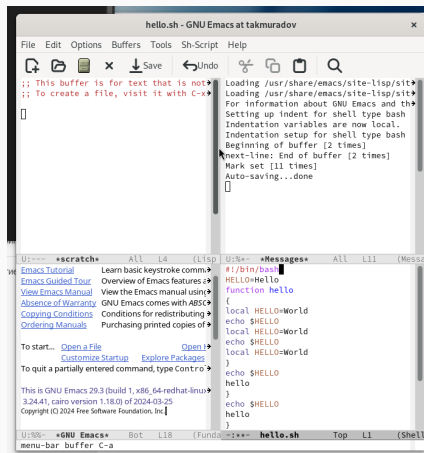 hello.sh - GNU Emacs at takmuradov
File Edit Options Buffers Tools Sh-Script Help
Save Undo
;; This buffer is for text that is not
;; To create a file, visit it with C-x
U:--- *scratch* All L4 (Lisp
Loading /usr/share/emacs/site-lisp/sit
Loading /usr/share/emacs/site-lisp/sit
For information about GNU Emacs and th
Setting up indent for shell type bash
Indentation variables are now local.
Indentation setup for shell type bash
Beginning of buffer [2 times]
next-line: End of buffer [2 times]
Mark set [11 times]
Auto-saving...done
U:%*- *Messages* All L11 (Messa
Emacs Tutorial Learn basic keystroke comma
Emacs Guided Tour Overview of Emacs features a
View Emacs Manual View the Emacs manual using
Absence of Warranty GNU Emacs comes with ABSO
Copying Conditions Conditions for redistributing
Ordering Manuals Purchasing printed copies of
To start... Open a File Open H
Customize Startup Explore Packages
To quit a partially entered command, type Contro
This is GNU Emacs 29.3 (build 1, x86_64-redhat-linux
3.24.41, cairo version 1.18.0) of 2024-03-25
Copyright (C) 2024 Free Software Foundation, Inc.
U:%%- *GNU Emacs* Bot L18 (Funda
#!/bin/bash
HELLO=Hello
function hello
{
local HELLO=World
echo $HELLO
local HELLO=World
echo $HELLO
local HELLO=World
}
echo $HELLO
hello
}
echo $HELLO
hello
}
-:**- hello.sh Top L1 (Shell
menu-bar buffer C-a